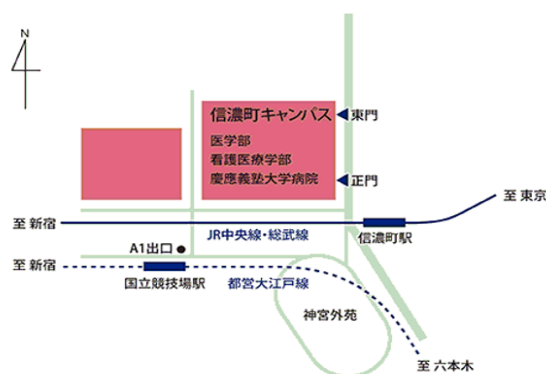 N
信濃町キャンパス
東門
医学部
看護医療学部
慶應義塾大学病院
正門
至 東京
至 新宿
JR中央線・総武線
信濃町駅
A1出口
至 新宿
国立競技場駅
都営大江戸線
神宮外苑
至 六本木